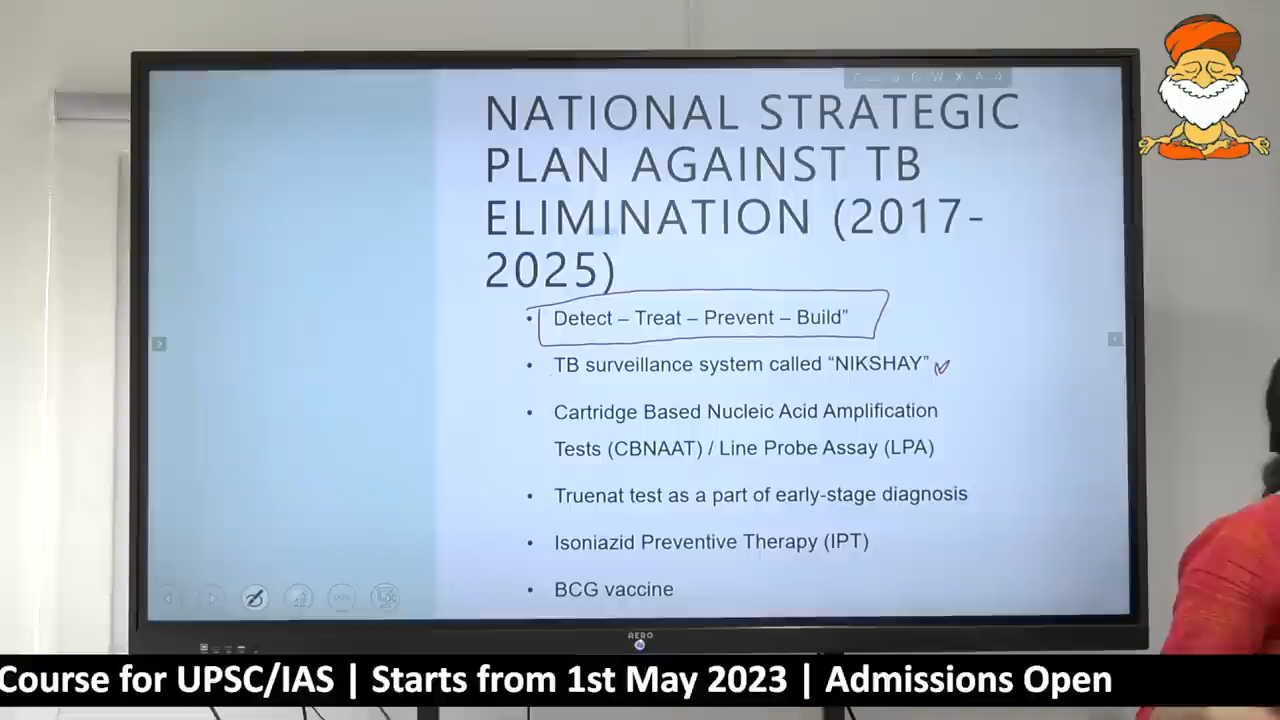 NATIONAL STRATEGIC
PLAN AGAINST TB
ELIMINATION (2017-
2025)
• Detect – Treat – Prevent – Build”
• TB surveillance system called “NIKSHAY”
• Cartridge Based Nucleic Acid Amplification
Tests (CBNAAT) / Line Probe Assay (LPA)
• Truenat test as a part of early-stage diagnosis
• Isoniazid Preventive Therapy (IPT)
• BCG vaccine
AERO
Course for UPSC/IAS | Starts from 1st May 2023 | Admissions Open